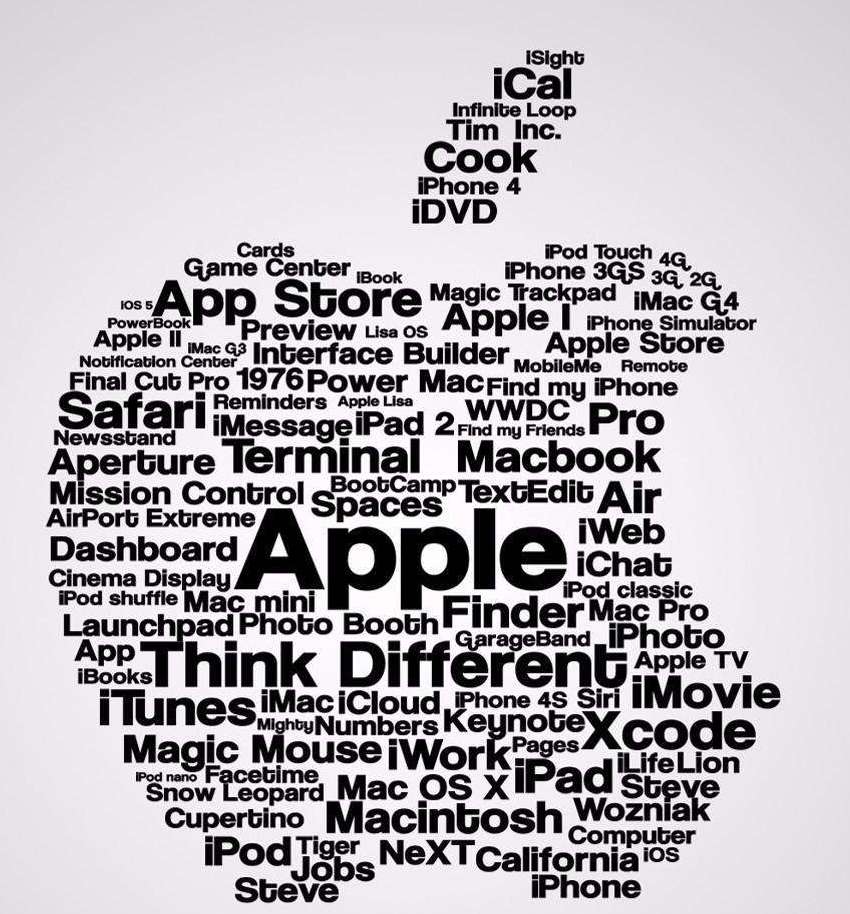 iSight
iCal
Infinite Loop
Tim Inc.
Cook
iPhone 4
iDVD
Cards
iPod Touch 4G
Game Center iBook
iPhone 3GS 3G 2G
iOS 5 App Store Magic Trackpad iMac G4
PowerBook Preview Lisa OS Apple I iPhone Simulator
Apple II iMac G3 Interface Builder Apple Store
Notification Center MobileMe Remote
Final Cut Pro 1976 Power Mac Find my iPhone
Safari Reminders Apple Lisa WWDC Pro
iMessage iPad 2 Find my Friends
Newsstand
Aperture Terminal Macbook
Mission Control BootCamp TextEdit Air
Spaces
AirPort Extreme iWeb
Dashboard Apple iChat
Cinema Display iPod classic
iPod shuffle Mac mini Finder Mac Pro
Launchpad Photo Booth GarageBand iPhoto
App Think Different Apple TV
iBooks
iTunes iMac iCloud iPhone 4S Siri iMovie
Mighty Numbers Keynote Xcode
Magic Mouse iWork Pages iLife Lion
iPod nano Facetime iPad Steve
Snow Leopard Mac OS X
Cupertino Macintosh Wozniak
Computer
iPod Tiger NeXT California iOS
Jobs
Steve iPhone